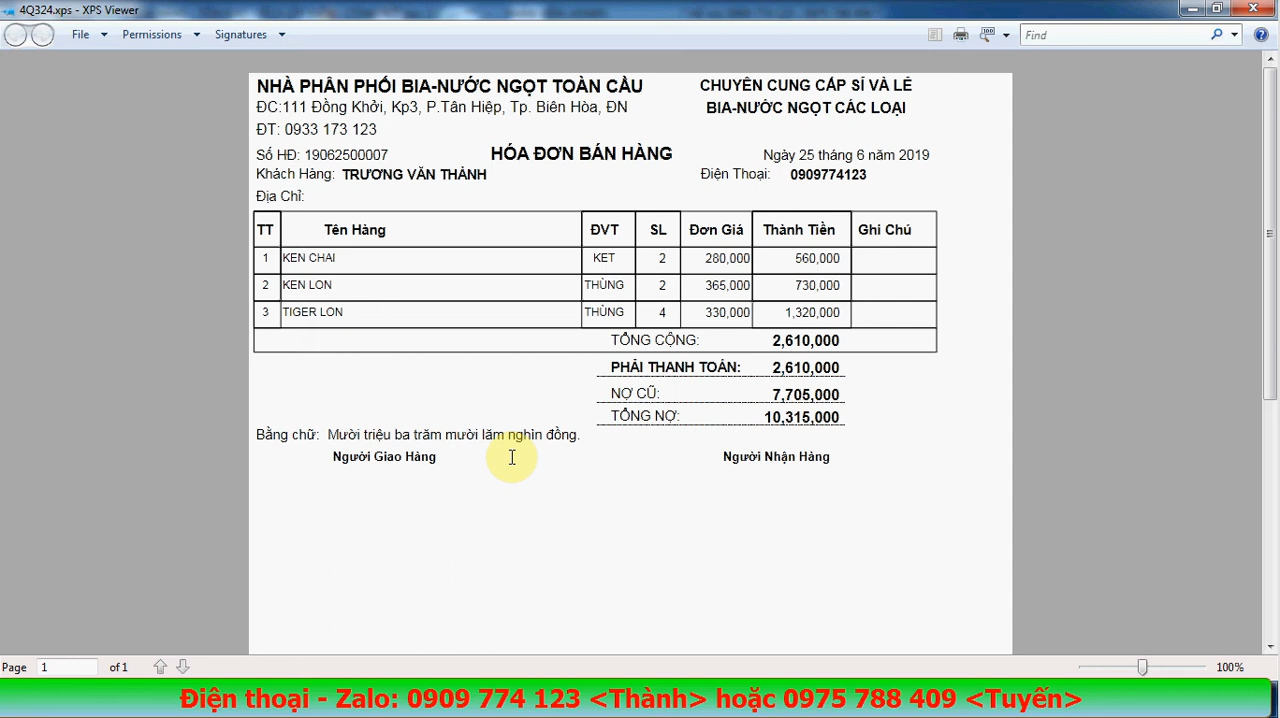 4Q324.xps - XPS Viewer
File Permissions Signatures Find
NHÀ PHÂN PHỐI BIA-NƯỚC NGỌT TOÀN CẦU CHUYÊN CUNG CẤP SỈ VÀ LẺ
ĐC:111 Đồng Khởi, Kp3, P.Tân Hiệp, Tp. Biên Hòa, ĐN BIA-NƯỚC NGỌT CÁC LOẠI
ĐT: 0933 173 123
Số HĐ: 19062500007 HÓA ĐƠN BÁN HÀNG Ngày 25 tháng 6 năm 2019
Khách Hàng: TRƯƠNG VĂN THÀNH Điện Thoại: 0909774123
Địa Chỉ:
TT Tên Hàng ĐVT SL Đơn Giá Thành Tiền Ghi Chú
1 KEN CHAI KET 2 280,000 560,000
2 KEN LON THÙNG 2 365,000 730,000
3 TIGER LON THÙNG 4 330,000 1,320,000
TỔNG CỘNG: 2,610,000
PHẢI THANH TOÁN: 2,610,000
NỢ CŨ: 7,705,000
TỔNG NỢ: 10,315,000
Bằng chữ: Mười triệu ba trăm mười lăm nghìn đồng.
Người Giao Hàng Người Nhận Hàng
Page 1 of 1 100%
Điện thoại - Zalo: 0909 774 123 <Thành> hoặc 0975 788 409 <Tuyến>